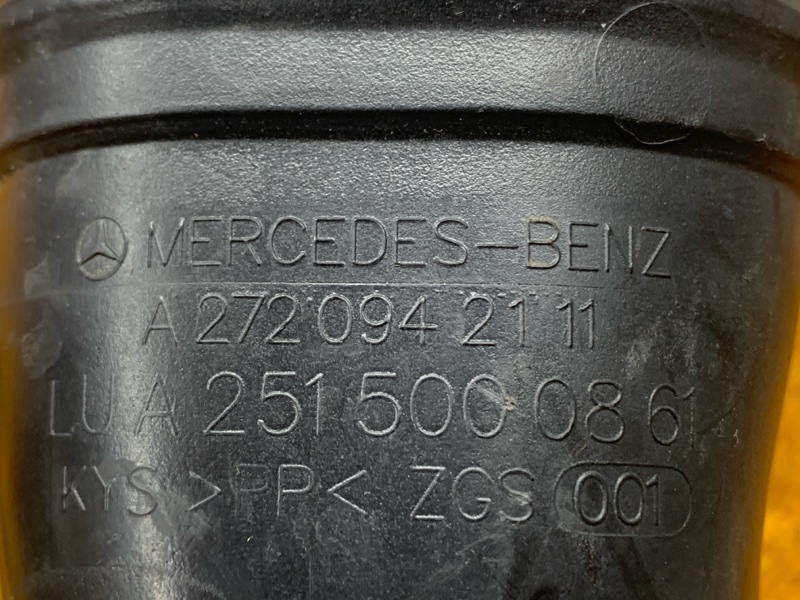 MERCEDES-BENZ
A 272 094 21 11
LU A 251 500 08 61
KYS >PP< ZGS 001